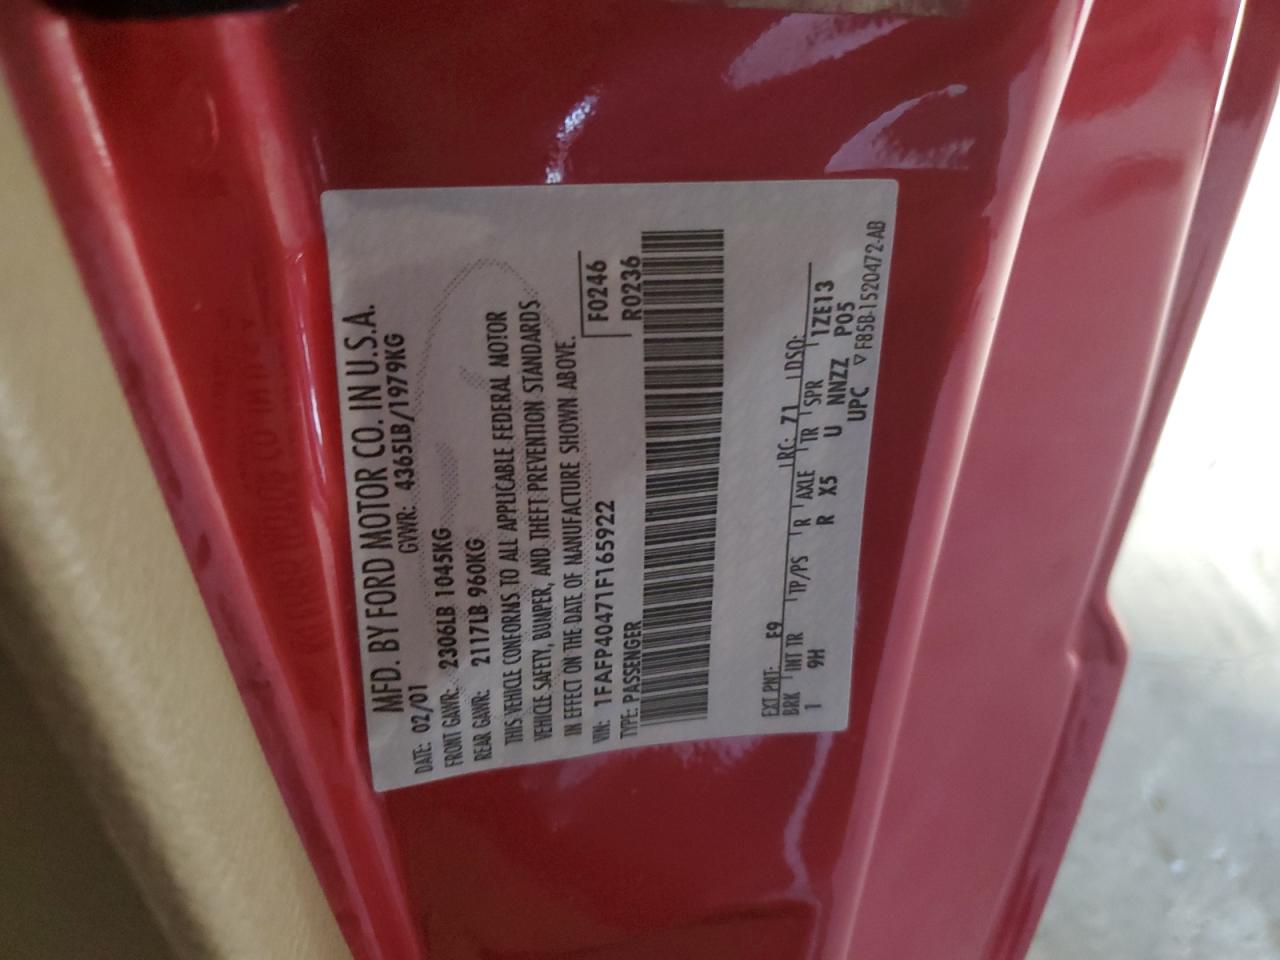 MFD. BY FORD MOTOR CO. IN U.S.A.
DATE: 02/01 GVWR: 4365LB/1979KG
FRONT GAWR: 2306LB 1045KG
REAR GAWR: 2117LB 960KG
THIS VEHICLE CONFORMS TO ALL APPLICABLE FEDERAL MOTOR
VEHICLE SAFETY, BUMPER, AND THEFT PREVENTION STANDARDS
IN EFFECT ON THE DATE OF MANUFACTURE SHOWN ABOVE.
VIN: 1FAFP40471F165922 F0246
TYPE: PASSENGER R0236
EXT PNT: E9 RC: 71 DSO:
BRK INT TR TP/PS R AXLE TR SPR 1ZE13
1 9H R X5 U NNZZ P05
UPC ▽ F85B-1520472-AB